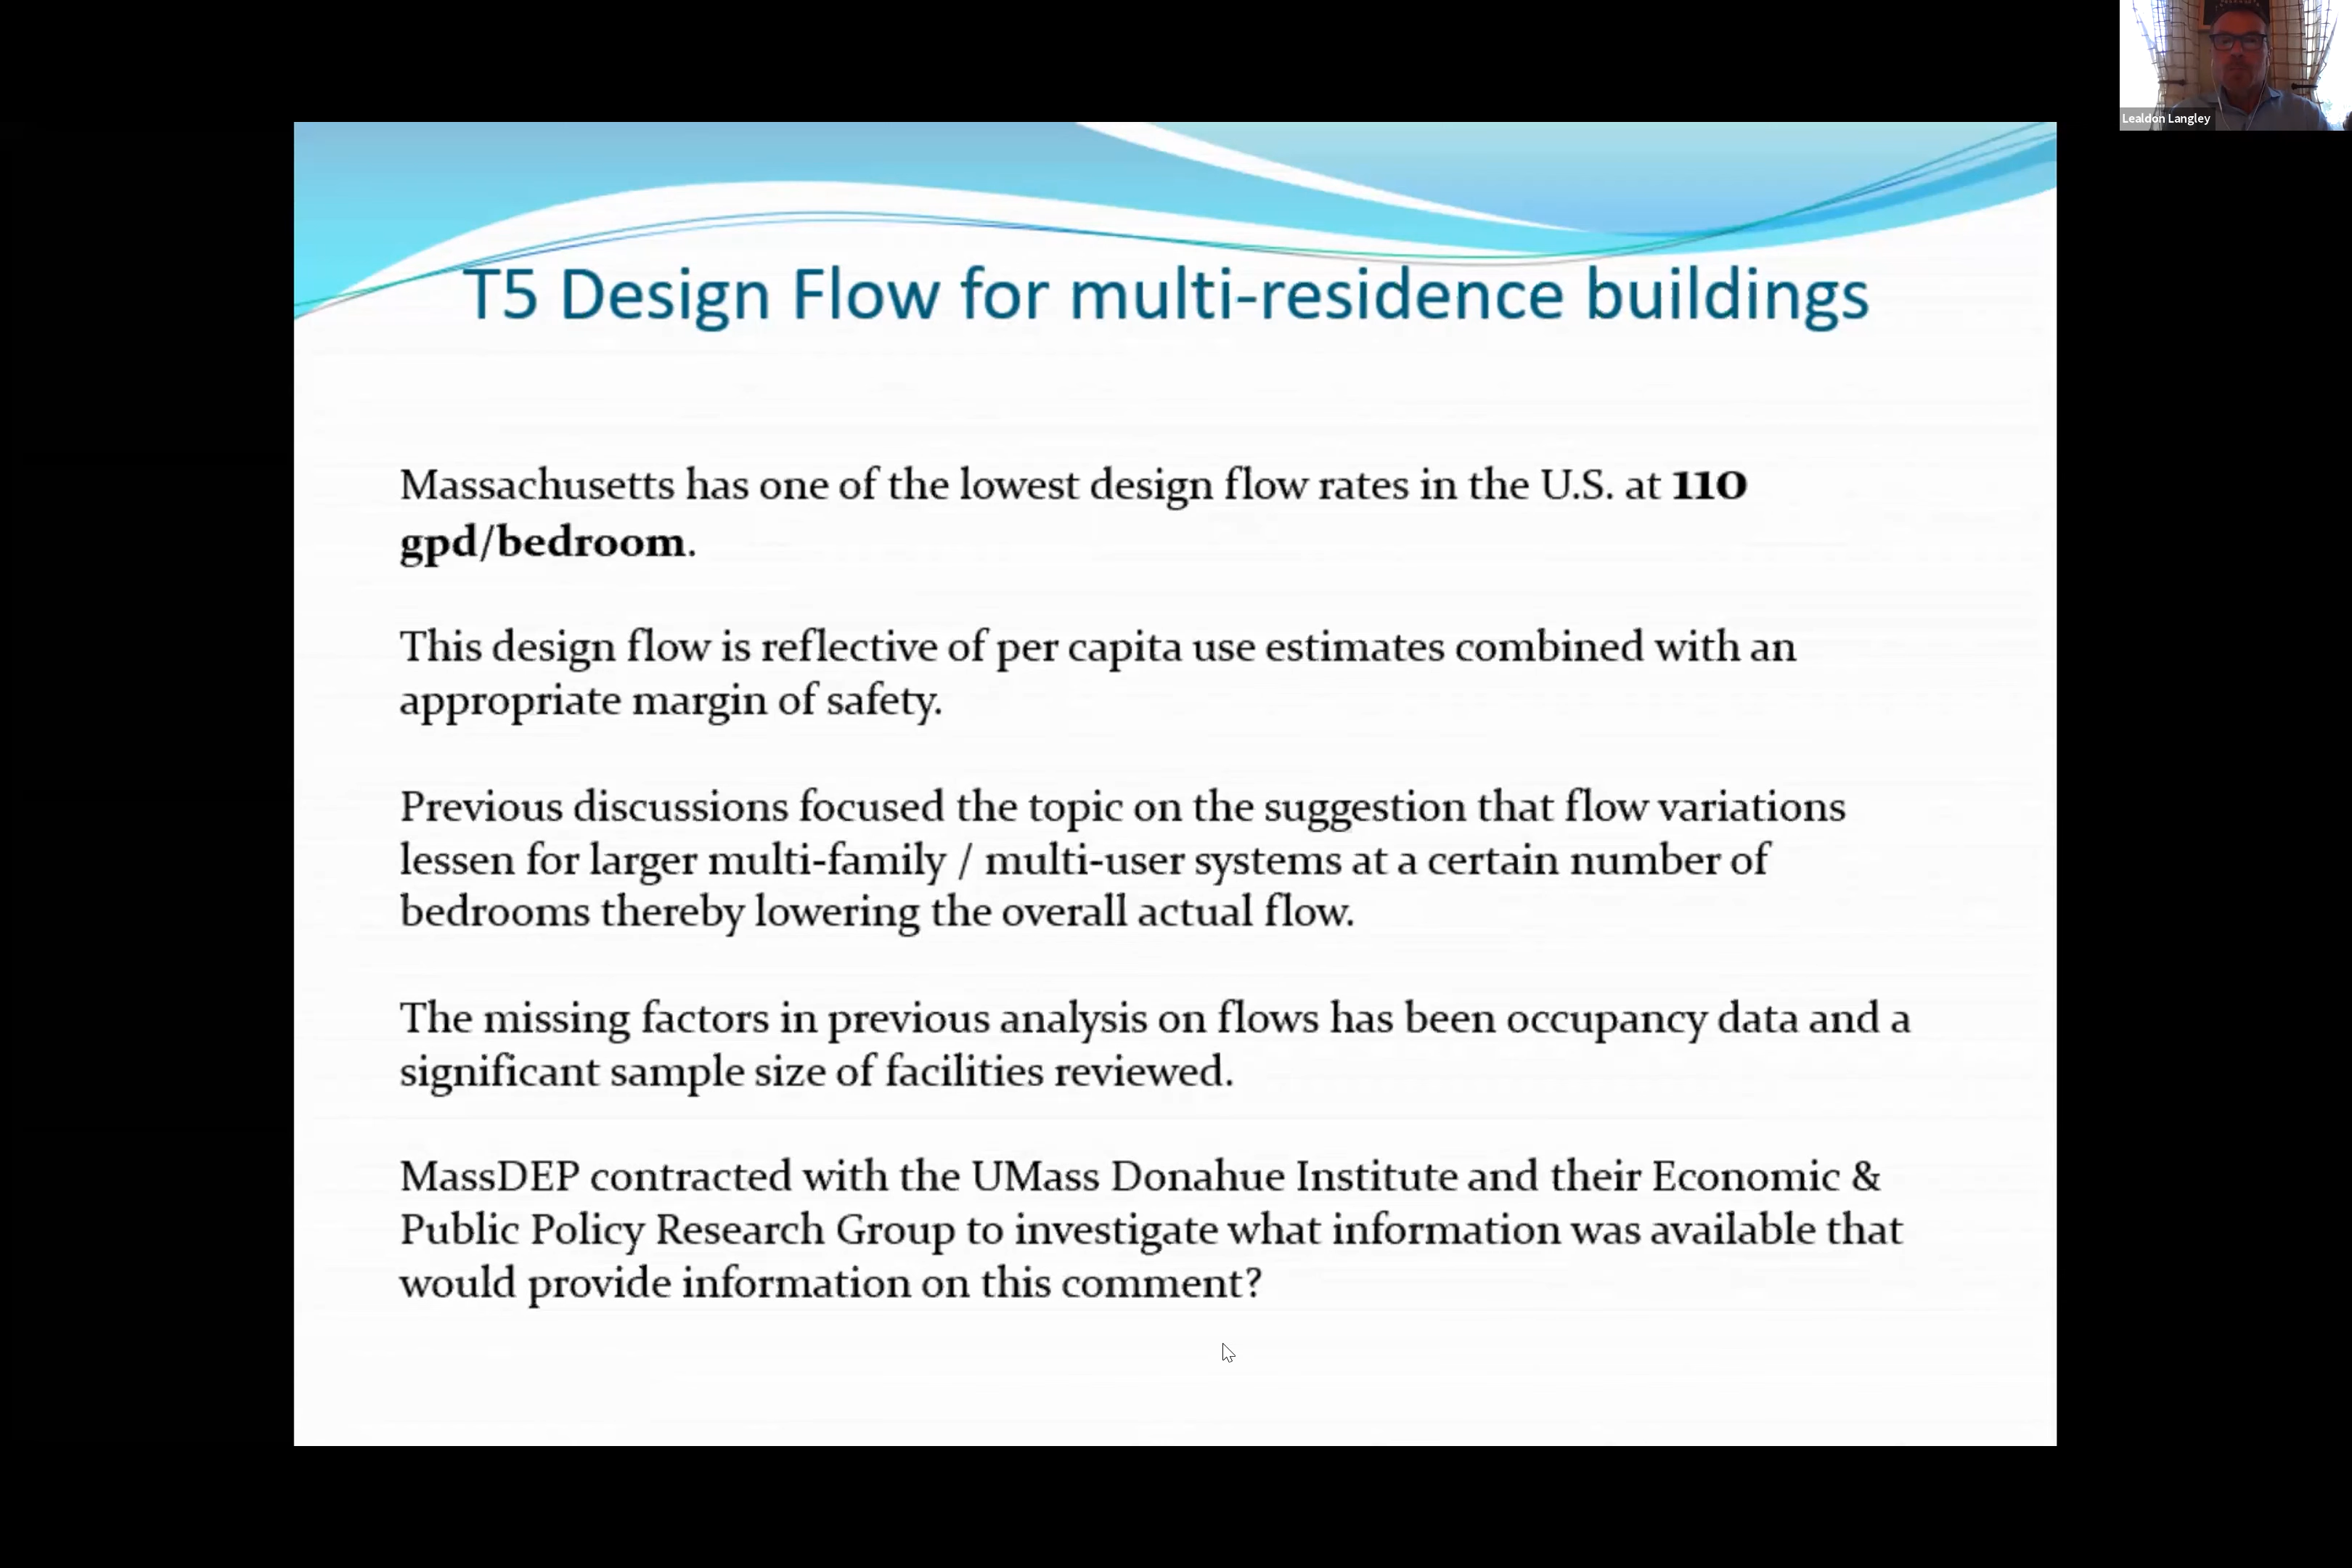 Lealdon Langley
T5 Design Flow for multi-residence buildings
Massachusetts has one of the lowest design flow rates in the U.S. at 110
gpd/bedroom.
This design flow is reflective of per capita use estimates combined with an
appropriate margin of safety.
Previous discussions focused the topic on the suggestion that flow variations
lessen for larger multi-family / multi-user systems at a certain number of
bedrooms thereby lowering the overall actual flow.
The missing factors in previous analysis on flows has been occupancy data and a
significant sample size of facilities reviewed.
MassDEP contracted with the UMass Donahue Institute and their Economic &
Public Policy Research Group to investigate what information was available that
would provide information on this comment?